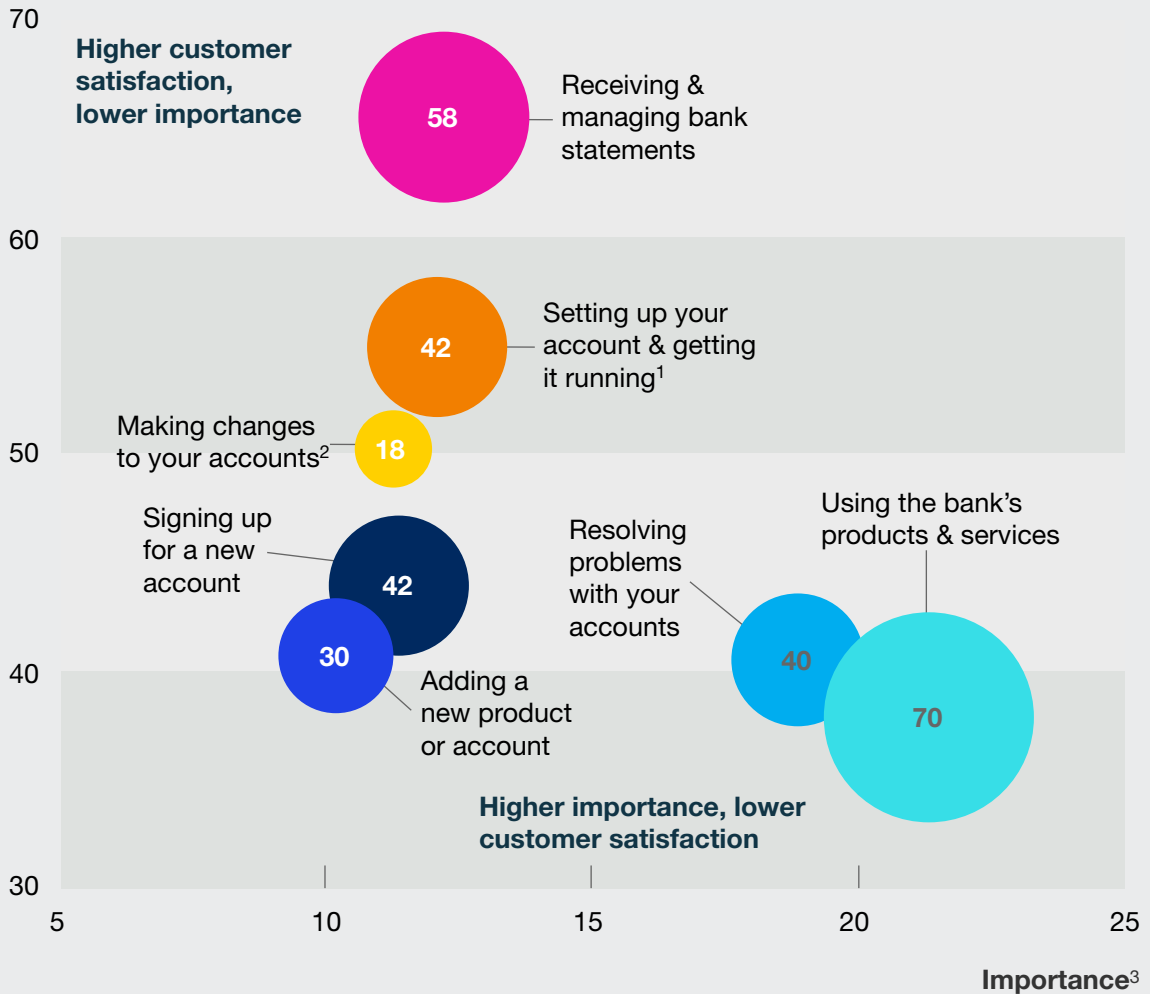 70
Higher customer
satisfaction,
lower importance
58
Receiving &
managing bank
statements
60
42
Setting up your
account & getting
it running1
Making changes
to your accounts2
18
50
Signing up
for a new
account
42
Resolving
problems
with your
accounts
Using the bank’s
products & services
30
Adding a
new product
or account
40
40
70
Higher importance, lower
customer satisfaction
30
5
10
15
20
25
Importance3